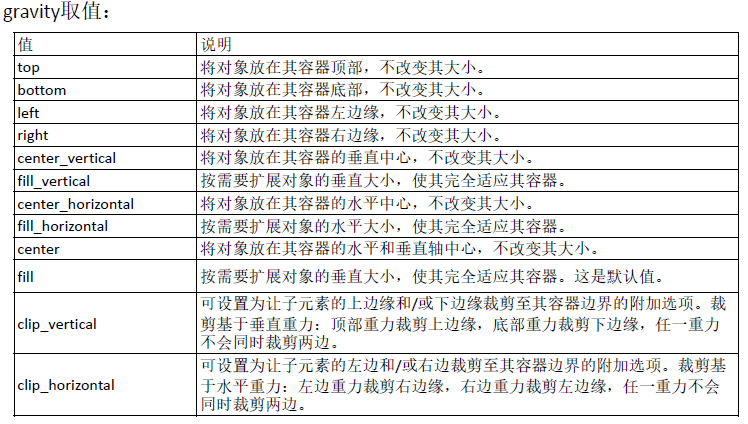 gravity取值：
值 说明
top 将对象放在其容器顶部，不改变其大小。
bottom 将对象放在其容器底部，不改变其大小。
left 将对象放在其容器左边缘，不改变其大小。
right 将对象放在其容器右边缘，不改变其大小。
center_vertical 将对象放在其容器的垂直中心，不改变其大小。
fill_vertical 按需要扩展对象的垂直大小，使其完全适应其容器。
center_horizontal 将对象放在其容器的水平中心，不改变其大小。
fill_horizontal 按需要扩展对象的水平大小，使其完全适应其容器。
center 将对象放在其容器的水平和垂直轴中心，不改变其大小。
fill 按需要扩展对象的垂直大小，使其完全适应其容器。这是默认值。
clip_vertical 可设置为让子元素的上边缘和/或下边缘裁剪至其容器边界的附加选项。裁
剪基于垂直重力：顶部重力裁剪上边缘，底部重力裁剪下边缘，任一重力
不会同时裁剪两边。
clip_horizontal 可设置为让子元素的左边和/或右边裁剪至其容器边界的附加选项。裁剪基
于水平重力：左边重力裁剪右边缘，右边重力裁剪左边缘，任一重力不会
同时裁剪两边。